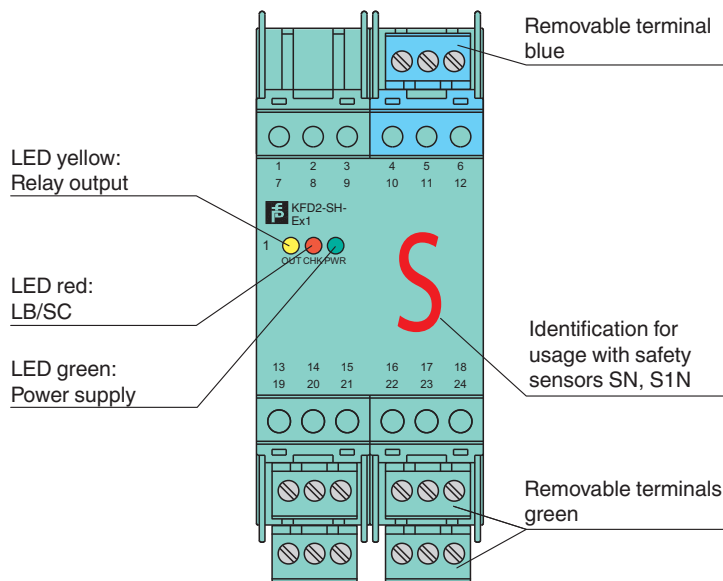 Removable terminal
blue
LED yellow:
Relay output
1 2 3 4 5 6
7 8 9 10 11 12
KFD2-SH-
Ex1
1
OUT CHK PWR
S
LED red:
LB/SC
Identification for
usage with safety
sensors SN, S1N
LED green:
Power supply
13 14 15 16 17 18
19 20 21 22 23 24
Removable terminals
green